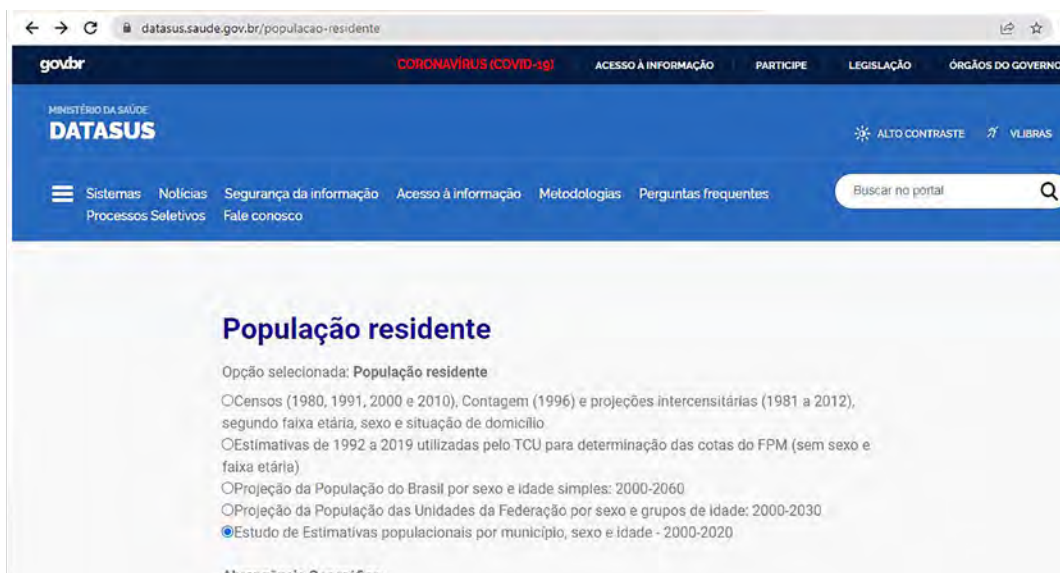 datasus.saude.gov.br/populacao-residente
govbr
CORONAVÍRUS (COVID-19)
ACESSO À INFORMAÇÃO
PARTICIPE
LEGISLAÇÃO
ÓRGÃOS DO GOVERNO
MINISTÉRIO DA SAÚDE
DATASUS
ALTO CONTRASTE
VLIBRAS
Sistemas Notícias Segurança da informação Acesso à informação Metodologias Perguntas frequentes
Processos Seletivos Fale conosco
Buscar no portal
População residente
Opção selecionada: População residente
Censos (1980, 1991, 2000 e 2010), Contagem (1996) e projeções intercensitárias (1981 a 2012),
segundo faixa etária, sexo e situação de domicílio
Estimativas de 1992 a 2019 utilizadas pelo TCU para determinação das cotas do FPM (sem sexo e
faixa etária)
Projeção da População do Brasil por sexo e idade simples: 2000-2060
Projeção da População das Unidades da Federação por sexo e grupos de idade: 2000-2030
Estudo de Estimativas populacionais por município, sexo e idade - 2000-2020